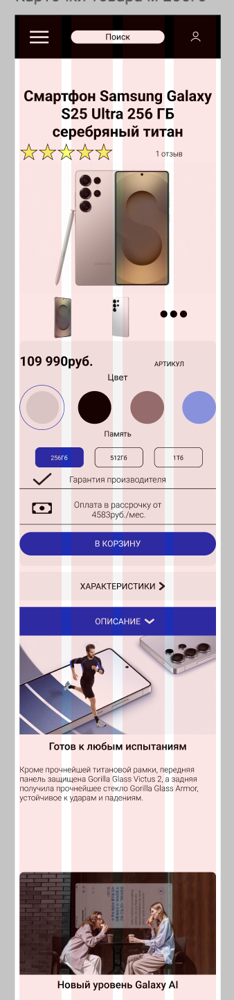 Поиск
Смартфон Samsung Galaxy
S25 Ultra 256 ГБ
серебряный титан
1 отзыв
109 990руб.
АРТИКУЛ
Цвет
Память
256Гб
512Гб
1Тб
Гарантия производителя
Оплата в рассрочку от
4583руб./мес.
В КОРЗИНУ
ХАРАКТЕРИСТИКИ
ОПИСАНИЕ
Готов к любым испытаниям
Кроме прочнейшей титановой рамки, передняя
панель защищена Gorilla Glass Victus 2, а задняя
получила прочнейшее стекло Gorilla Glass Armor,
устойчивое к ударам и падениям.
Новый уровень Galaxy AI